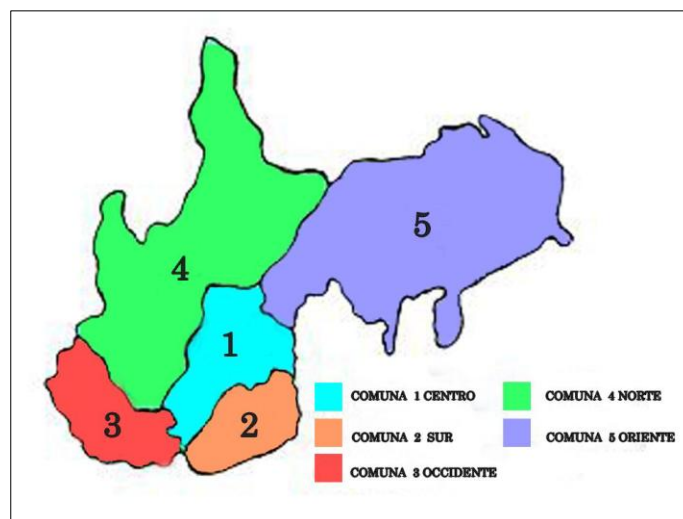 4
5
1
3
2
COMUNA 1 CENTRO
COMUNA 4 NORTE
COMUNA 2 SUR
COMUNA 5 ORIENTE
COMUNA 3 OCCIDENTE